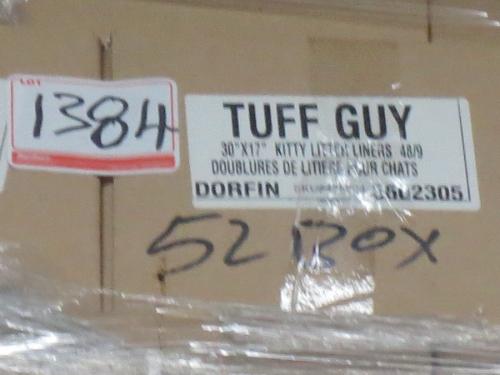 LOT
1384
TUFF GUY
30"X17" KITTY LITTER LINERS 48/9
DOUBLURES DE LITIERE POUR CHATS
DORFIN
52 BOX